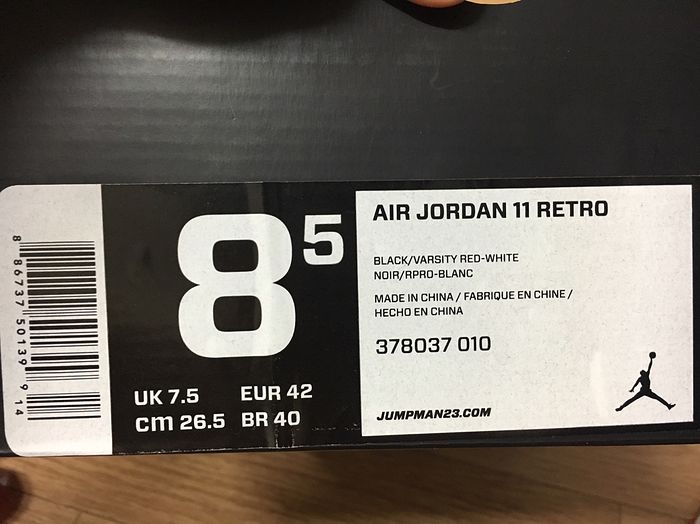 8 86737 50139 9 14
8 5
UK 7.5 EUR 42
cm 26.5 BR 40
AIR JORDAN 11 RETRO
BLACK/VARSITY RED-WHITE
NOIR/RPRO-BLANC
MADE IN CHINA / FABRIQUE EN CHINE /
HECHO EN CHINA
378037 010
JUMPMAN23.COM